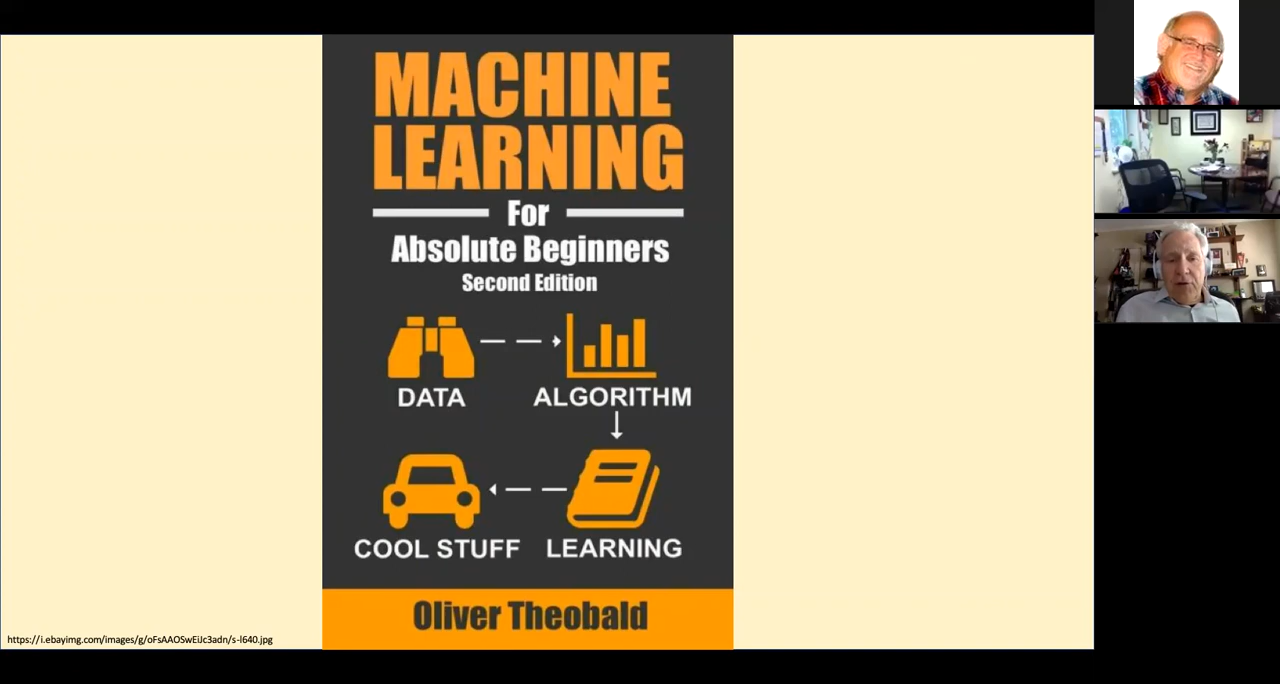 MACHINE
LEARNING
For
Absolute Beginners
Second Edition
DATA
ALGORITHM
COOL STUFF
LEARNING
Oliver Theobald
https://i.ebayimg.com/images/g/oFsAAOSwEiJc3adn/s-l640.jpg